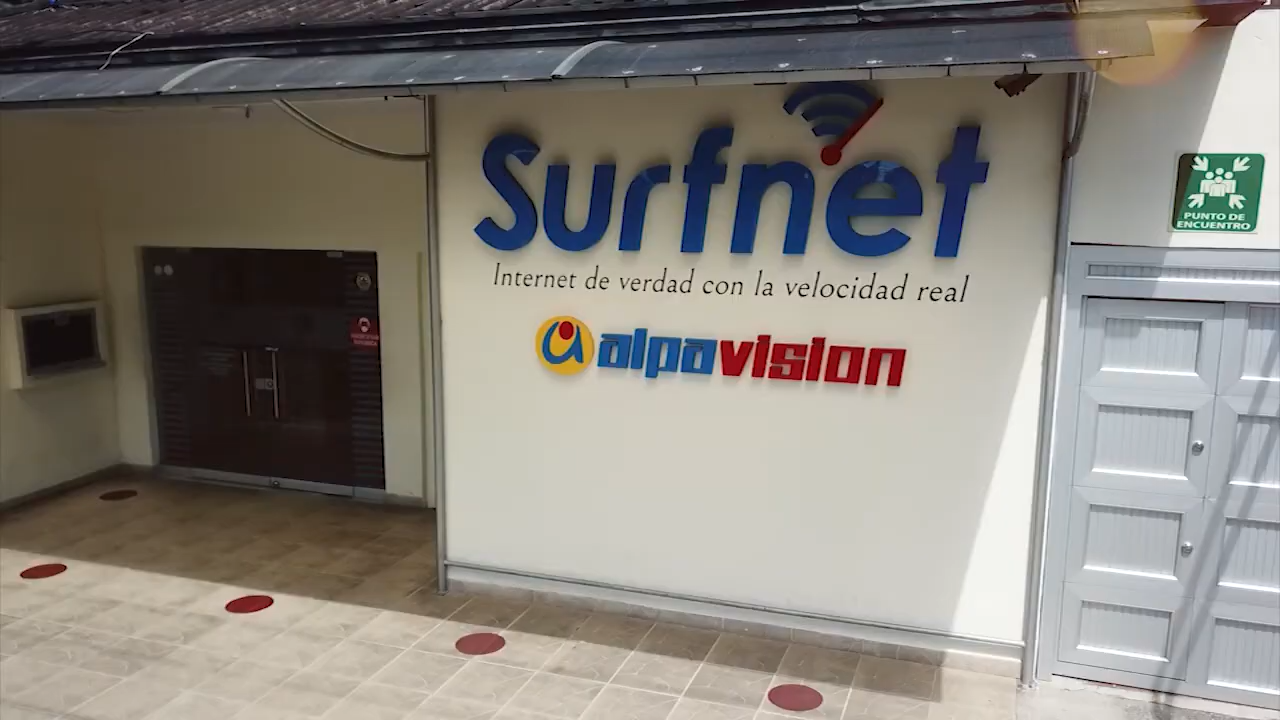 Surfnet
Internet de verdad con la velocidad real
alpavision
PUNTO DE
ENCUENTRO